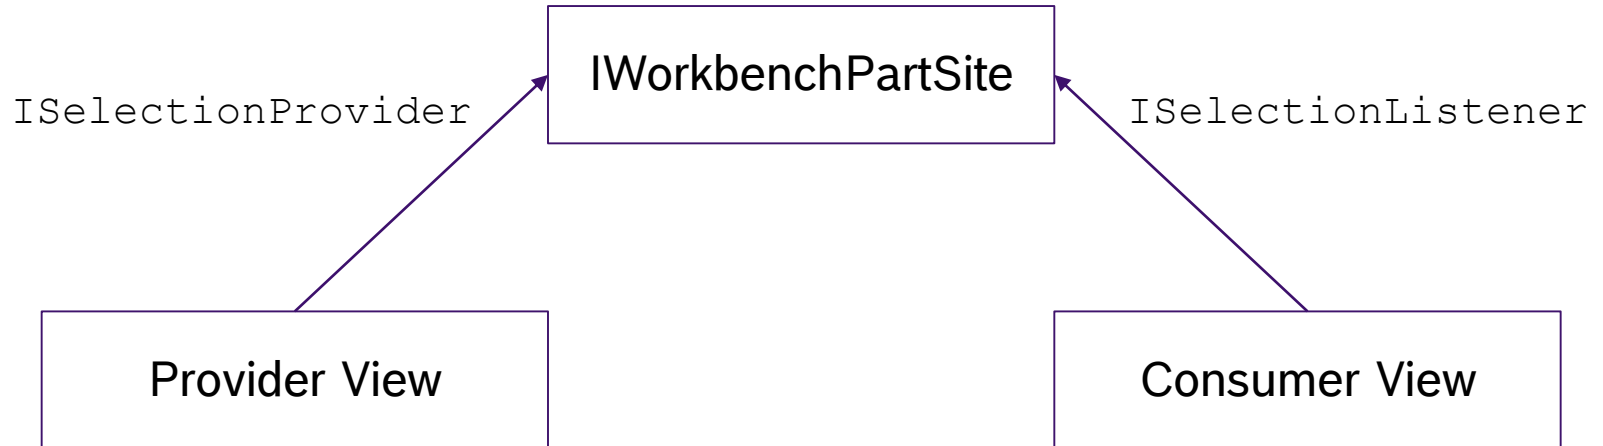 IWorkbenchPartSite
ISelectionProvider
ISelectionListener
Provider View
Consumer View